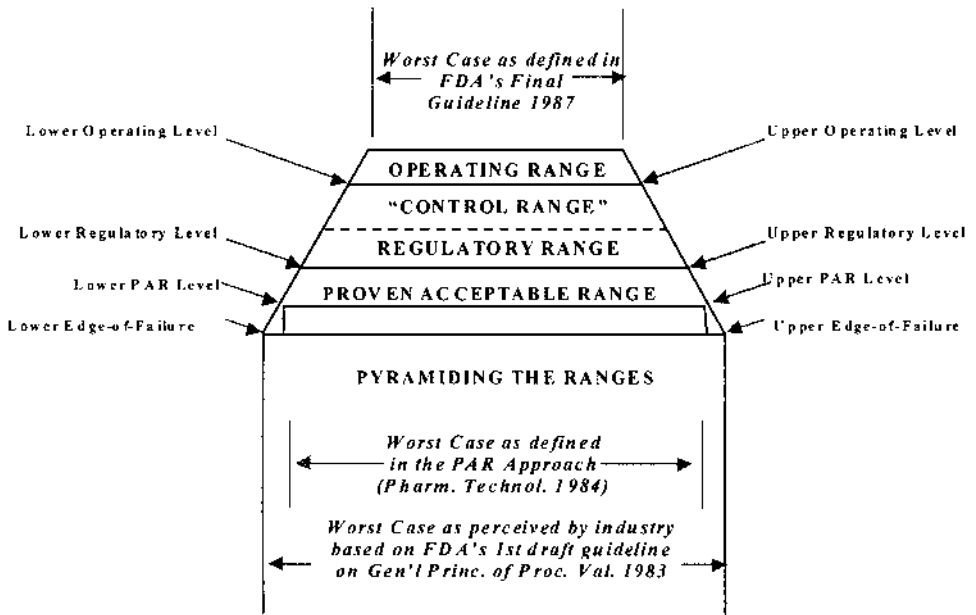 Worst Case as defined in
FDA's Final
Guideline 1987
Lower Operating Level
Upper Operating Level
OPERATING RANGE
"CONTROL RANGE"
Lower Regulatory Level
REGULATORY RANGE
Upper Regulatory Level
Lower PAR Level
Upper PAR Level
PROVEN ACCEPTABLE RANGE
Lower Edge-of-Failure
Upper Edge-of-Failure
PYRAMIDING THE RANGES
Worst Case as defined
in the PAR Approach
(Pharm. Technol. 1984)
Worst Case as perceived by industry
based on FDA's 1st draft guideline
on Gen'l Princ. of Proc. Val. 1983